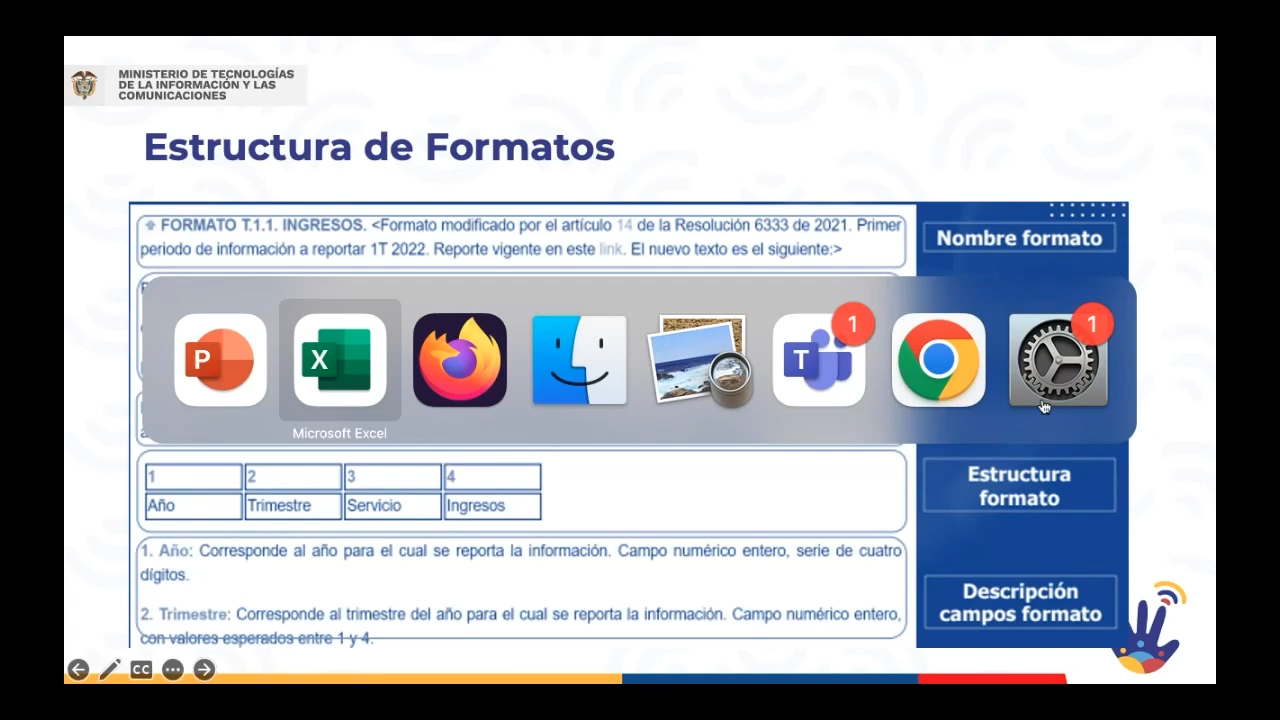 MINISTERIO DE TECNOLOGÍAS
DE LA INFORMACIÓN Y LAS
COMUNICACIONES
Estructura de Formatos
FORMATO T.1.1. INGRESOS. <Formato modificado por el artículo 14 de la Resolución 6333 de 2021. Primer
periodo de información a reportar 1T 2022. Reporte vigente en este link. El nuevo texto es el siguiente:>
Nombre formato
P
X
T
1
1
Microsoft Excel
1 2 3 4
Año Trimestre Servicio Ingresos
Estructura
formato
1. Año: Corresponde al año para el cual se reporta la información. Campo numérico entero, serie de cuatro
dígitos.
2. Trimestre: Corresponde al trimestre del año para el cual se reporta la información. Campo numérico entero,
con valores esperados entre 1 y 4.
Descripción
campos formato
CC